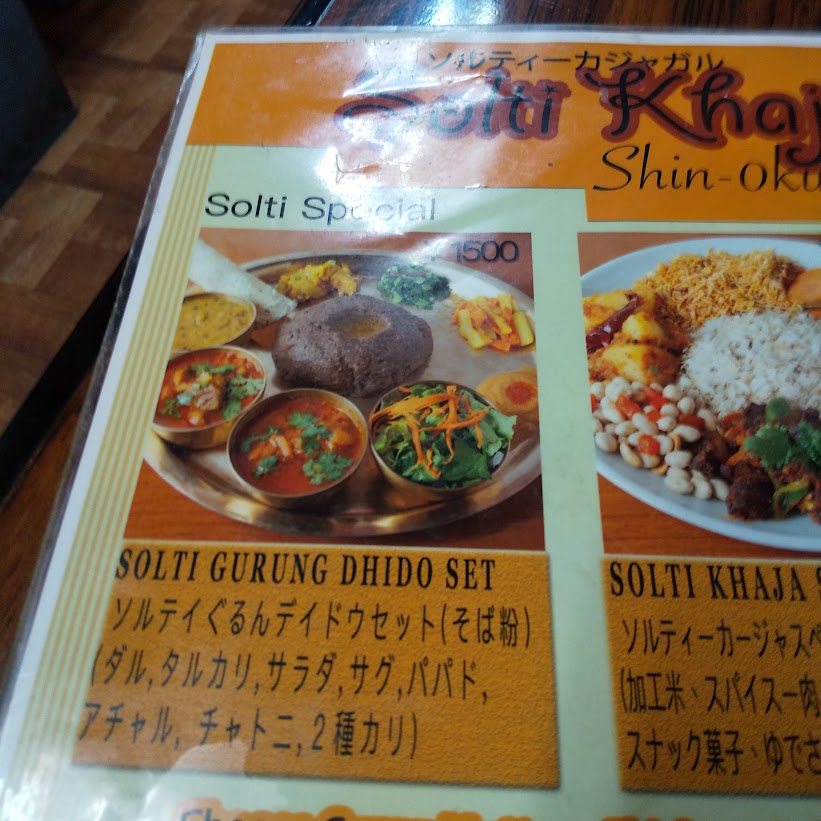 ソルティーカジャガル
Solti Khaj
Shin-oku
Solti Special
¥ 1500
SOLTI GURUNG DHIDO SET
ソルテイぐるんデイドウセット(そば粉)
(ダル,タルカリ,サラダ,サグ,パパド,
アチャル, チャトニ,2種カリ)
SOLTI KHAJA S
ソルティーカージャスペ
(加工米、スパイスー肉
スナック菓子、ゆでさ